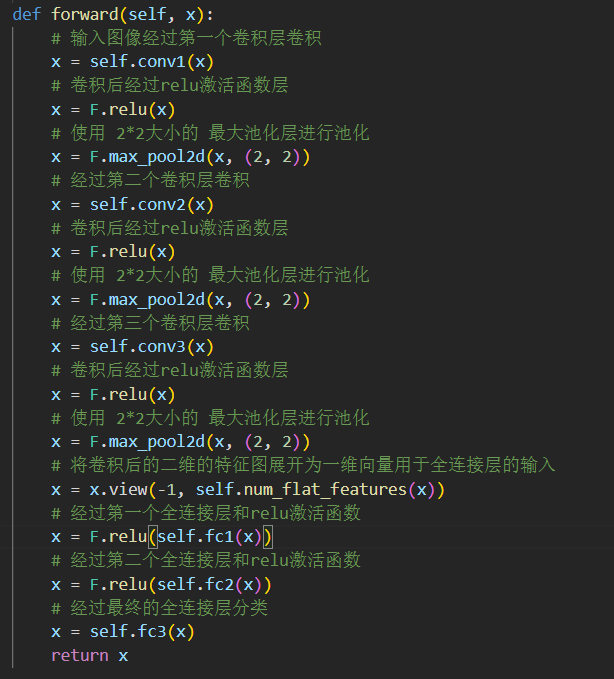 def forward(self, x):
    # 输入图像经过第一个卷积层卷积
    x = self.conv1(x)
    # 卷积后经过relu激活函数层
    x = F.relu(x)
    # 使用 2*2大小的 最大池化层进行池化
    x = F.max_pool2d(x, (2, 2))
    # 经过第二个卷积层卷积
    x = self.conv2(x)
    # 卷积后经过relu激活函数层
    x = F.relu(x)
    # 使用 2*2大小的 最大池化层进行池化
    x = F.max_pool2d(x, (2, 2))
    # 经过第三个卷积层卷积
    x = self.conv3(x)
    # 卷积后经过relu激活函数层
    x = F.relu(x)
    # 使用 2*2大小的 最大池化层进行池化
    x = F.max_pool2d(x, (2, 2))
    # 将卷积后的二维的特征图展开为一维向量用于全连接层的输入
    x = x.view(-1, self.num_flat_features(x))
    # 经过第一个全连接层和relu激活函数
    x = F.relu(self.fc1(x))
    # 经过第二个全连接层和relu激活函数
    x = F.relu(self.fc2(x))
    # 经过最终的全连接层分类
    x = self.fc3(x)
    return x